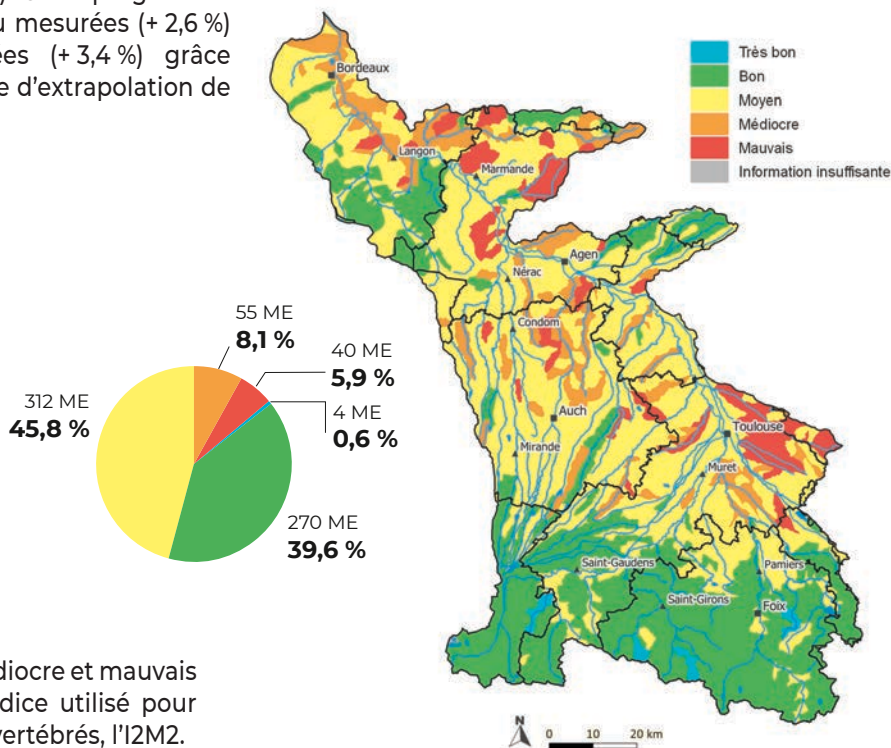 u mesurées (+ 2,6 %)
ées (+ 3,4 %) grâce
e d'extrapolation de
Très bon
Bon
Moyen
Médiocre
Mauvais
Information insuffisante
Bordeaux
Langon
Marmande
Agen
Nérac
Condom
Auch
Mirande
Toulouse
Muret
Saint-Gaudens
Pamiers
Saint-Girons
Foix
55 ME
8,1 %
40 ME
5,9 %
4 ME
0,6 %
312 ME
45,8 %
270 ME
39,6 %
diocre et mauvais
dice utilisé pour
vertébrés, l'I2M2.
N
0 10 20 km